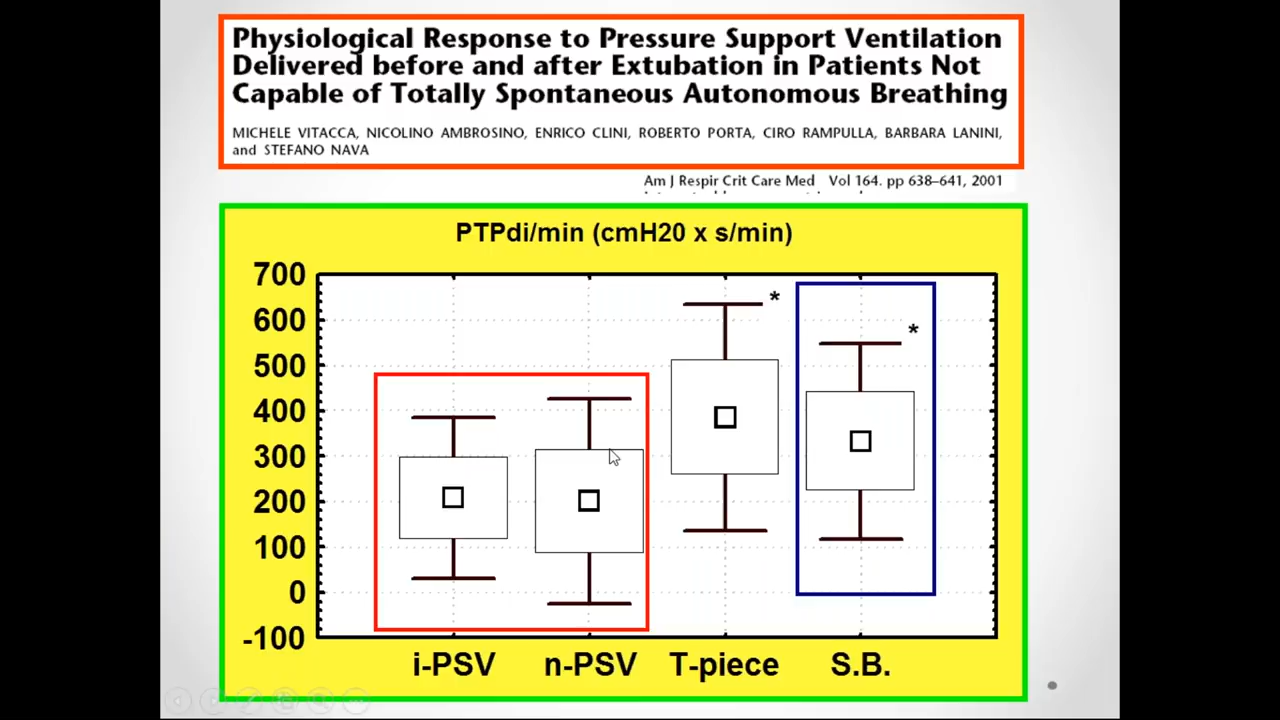 Physiological Response to Pressure Support Ventilation
Delivered before and after Extubation in Patients Not
Capable of Totally Spontaneous Autonomous Breathing
MICHELE VITACCA, NICOLINO AMBROSINO, ENRICO CLINI, ROBERTO PORTA, CIRO RAMPULLA, BARBARA LANINI,
and STEFANO NAVA
Am J Respir Crit Care Med Vol 164. pp 638–641, 2001
PTPdi/min (cmH20 x s/min)
700
600
500
400
300
200
100
0
-100
*
*
i-PSV n-PSV T-piece S.B.